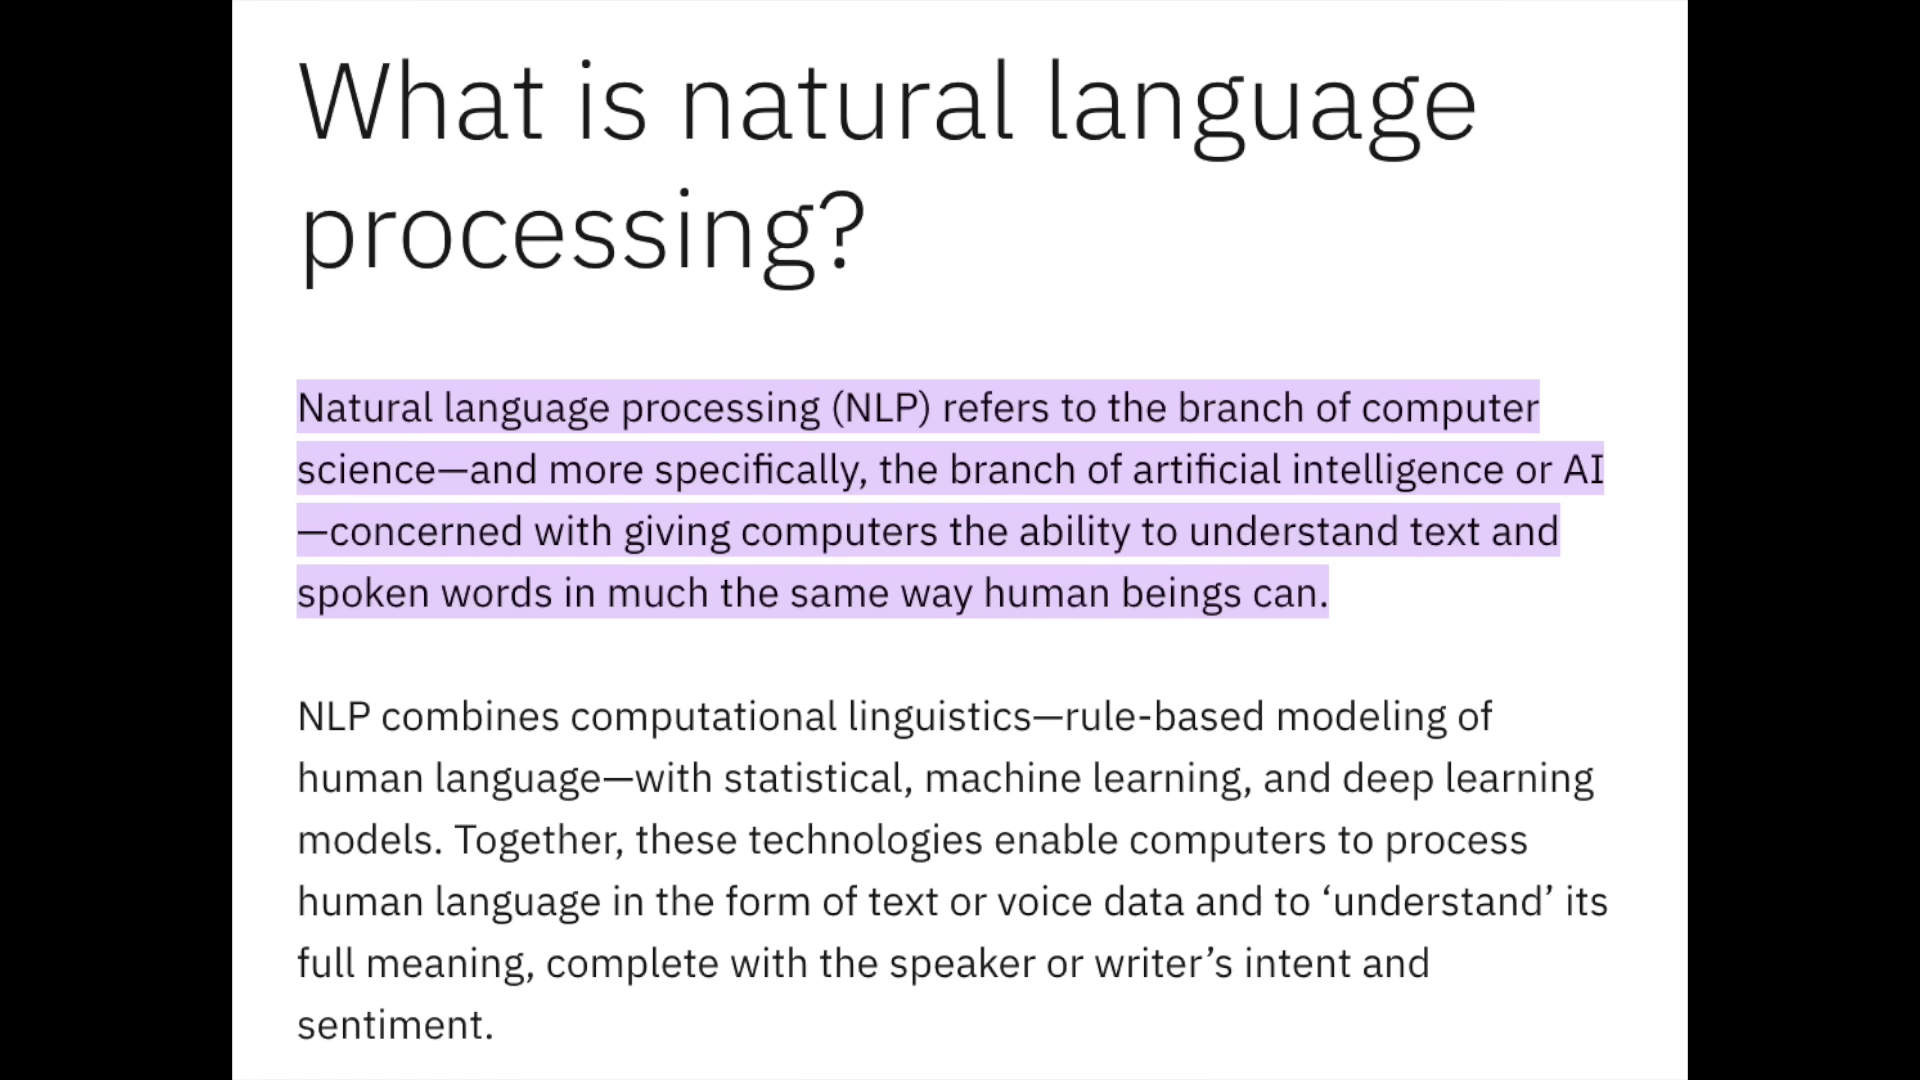 What is natural language
processing?
Natural language processing (NLP) refers to the branch of computer
science—and more specifically, the branch of artificial intelligence or AI
—concerned with giving computers the ability to understand text and
spoken words in much the same way human beings can.
NLP combines computational linguistics—rule-based modeling of
human language—with statistical, machine learning, and deep learning
models. Together, these technologies enable computers to process
human language in the form of text or voice data and to ‘understand’ its
full meaning, complete with the speaker or writer’s intent and
sentiment.